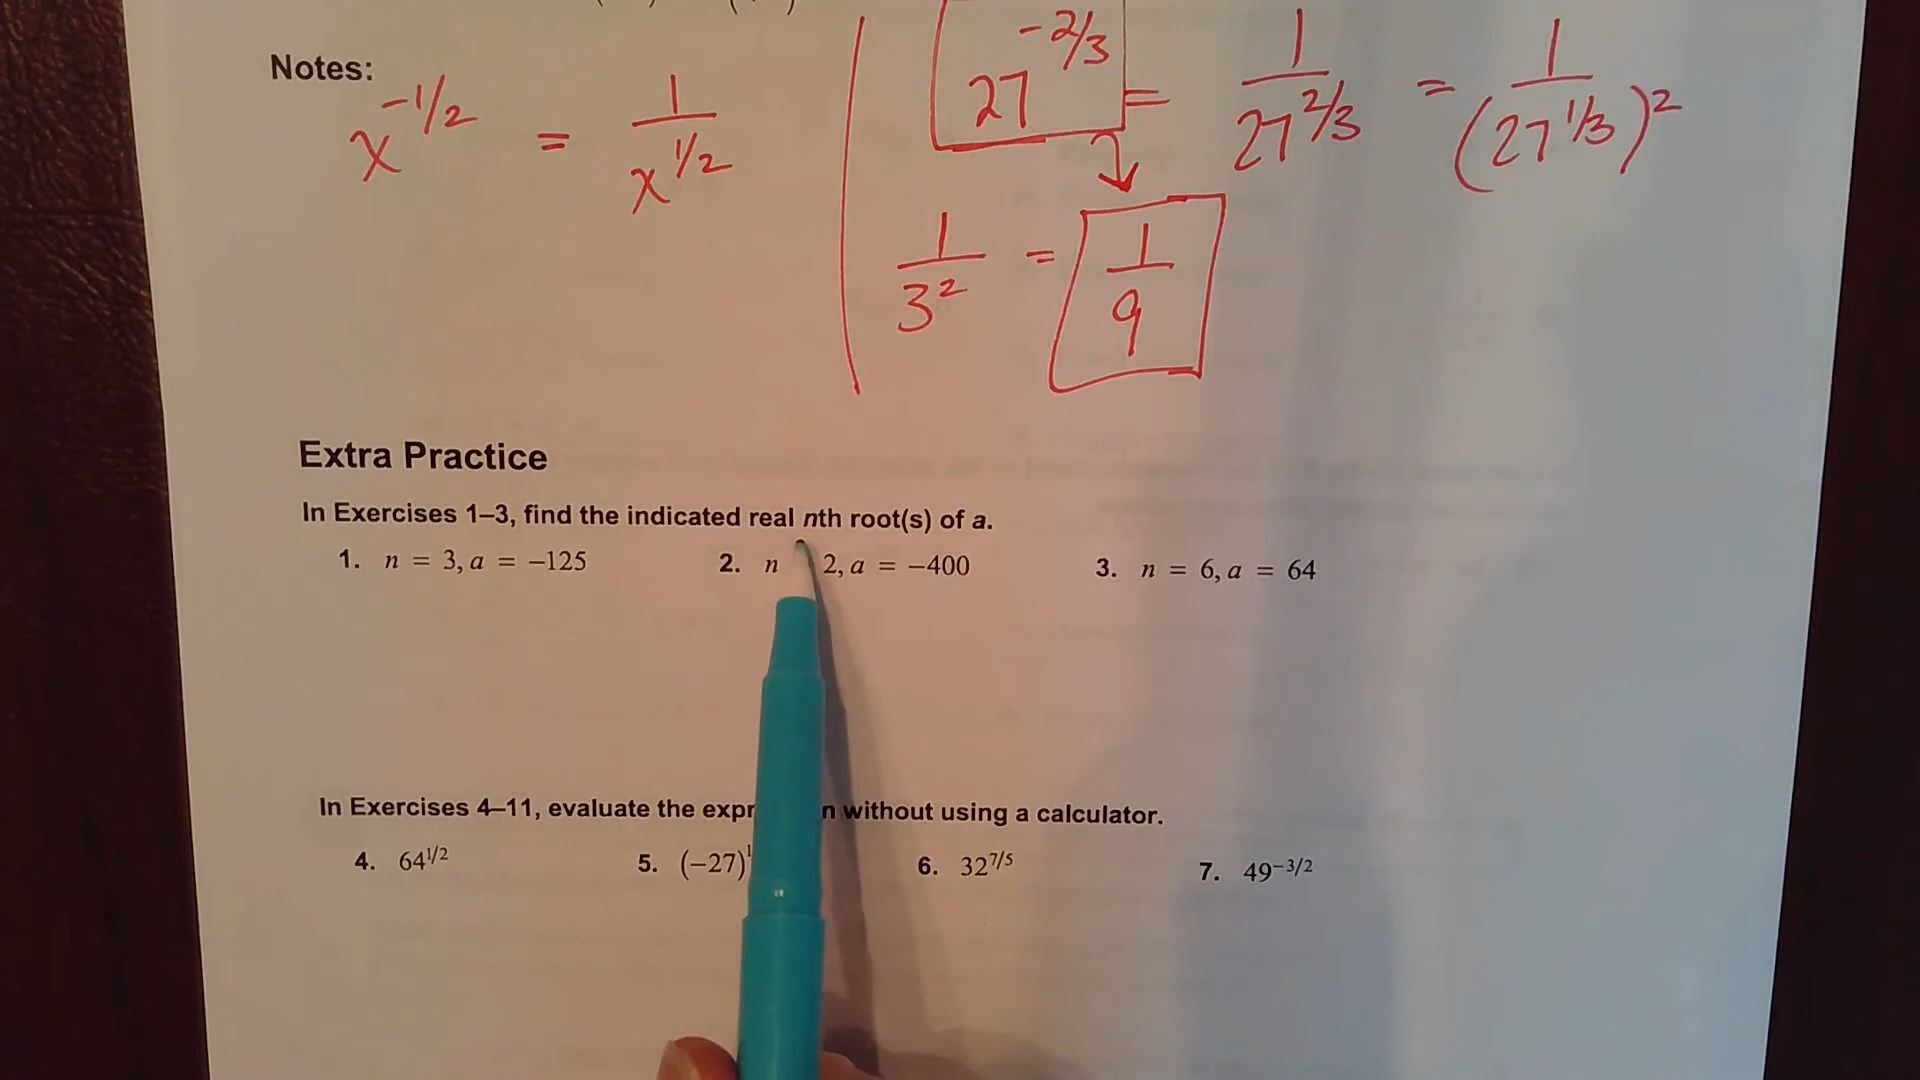 Notes:
x^-1/2 = 1/x^1/2
27^-2/3 = 1/27^2/3 = 1/(27^1/3)^2
1/3^2 = 1/9
Extra Practice
In Exercises 1–3, find the indicated real nth root(s) of a.
1. n = 3, a = −125 2. n 2, a = −400 3. n = 6, a = 64
In Exercises 4–11, evaluate the without using a calculator.
4. 64^1/2 5. (−27) 6. 32^7/5 7. 49^−3/2